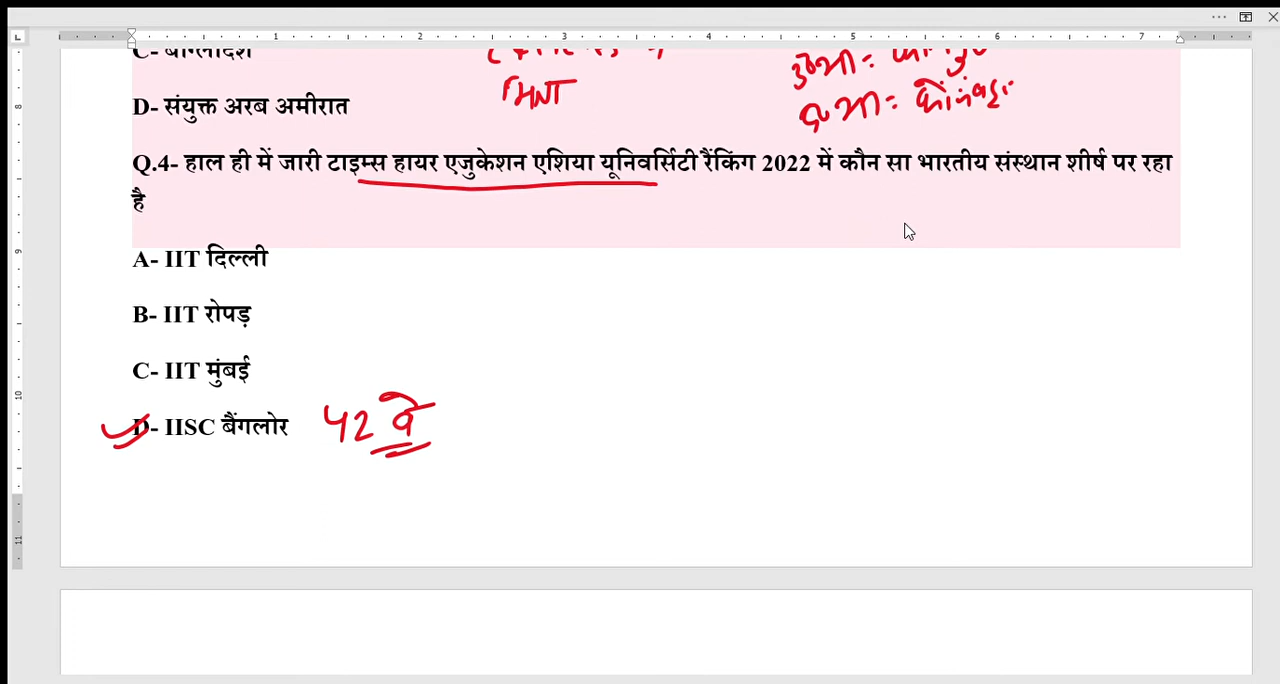 C- बांग्लादेश
D- संयुक्त अरब अमीरात
Q.4- हाल ही में जारी टाइम्स हायर एजुकेशन एशिया यूनिवर्सिटी रैंकिंग 2022 में कौन सा भारतीय संस्थान शीर्ष पर रहा
है
A- IIT दिल्ली
B- IIT रोपड़
C- IIT मुंबई
D- IISC बैंगलोर 42 वे